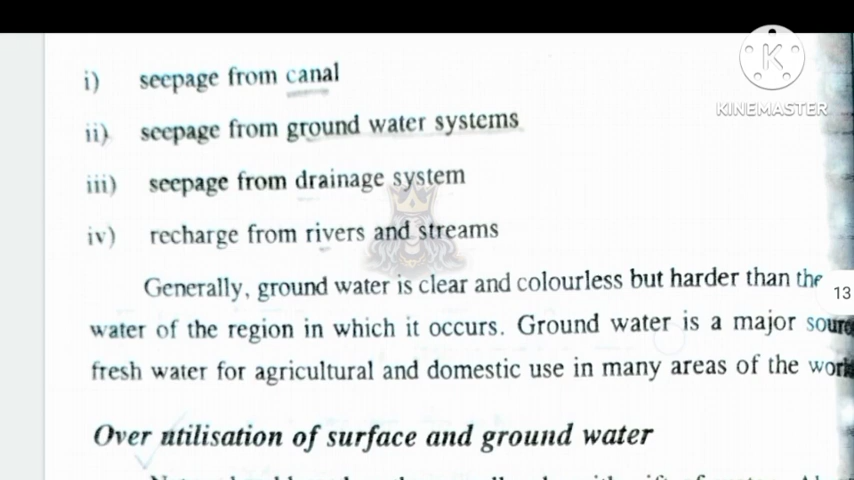 i) seepage from canal
KINEMASTER
ii) seepage from ground water systems
iii) seepage from drainage system
iv) recharge from rivers and streams
Generally, ground water is clear and colourless but harder than the
13
water of the region in which it occurs. Ground water is a major
fresh water for agricultural and domestic use in many areas of the
Over utilisation of surface and ground water